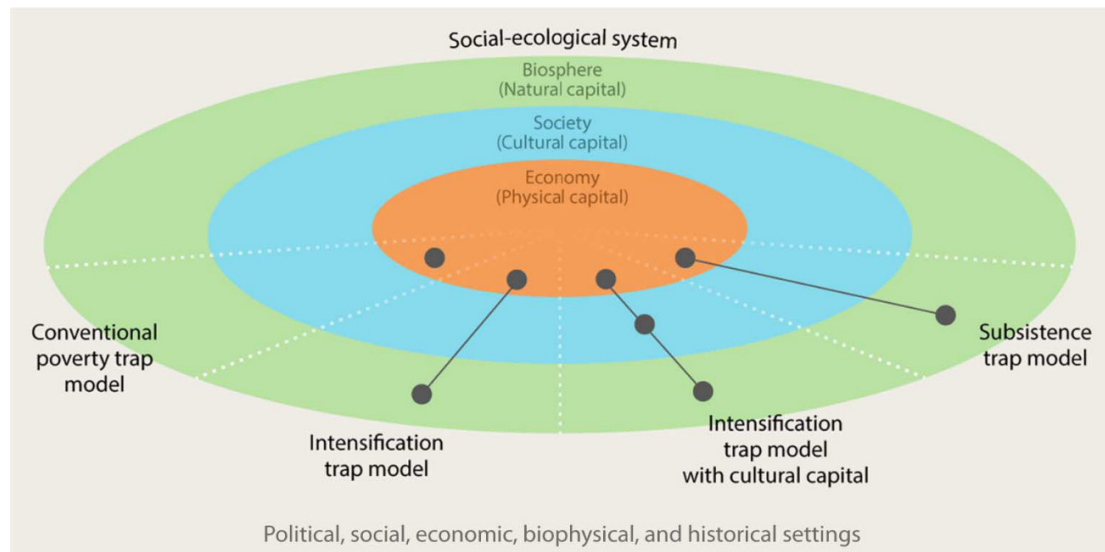 Social-ecological system
Biosphere
(Natural capital)
Society
(Cultural capital)
Economy
(Physical capital)
Conventional
poverty trap
model
Intensification
trap model
Intensification
trap model
with cultural capital
Subsistence
trap model
Political, social, economic, biophysical, and historical settings